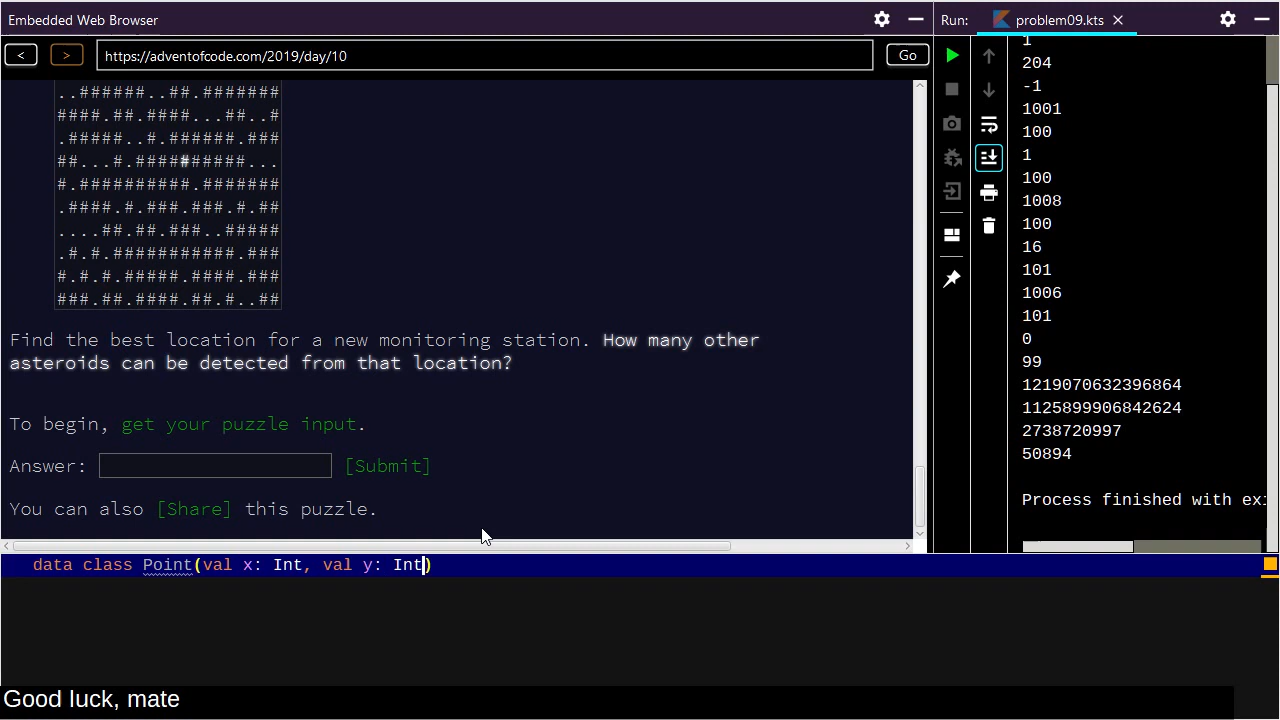 Embedded Web Browser
Run: problem09.kts
< > https://adventofcode.com/2019/day/10 Go
..######..##.#######
####.##.####...##..#
.#####..#.######.###
##...#.##########...
#.##########.#######
.####.#.###.###.#.##
....##.##.###..#####
.#.#.###########.###
#.#.#.#####.####.###
###.##.####.##.#..##
Find the best location for a new monitoring station. How many other
asteroids can be detected from that location?
To begin, get your puzzle input.
Answer: [Submit]
You can also [Share] this puzzle.
1
204
-1
1001
100
1
100
1008
100
16
101
1006
101
0
99
1219070632396864
1125899906842624
2738720997
50894
Process finished with exi
data class Point(val x: Int, val y: Int)
Good luck, mate